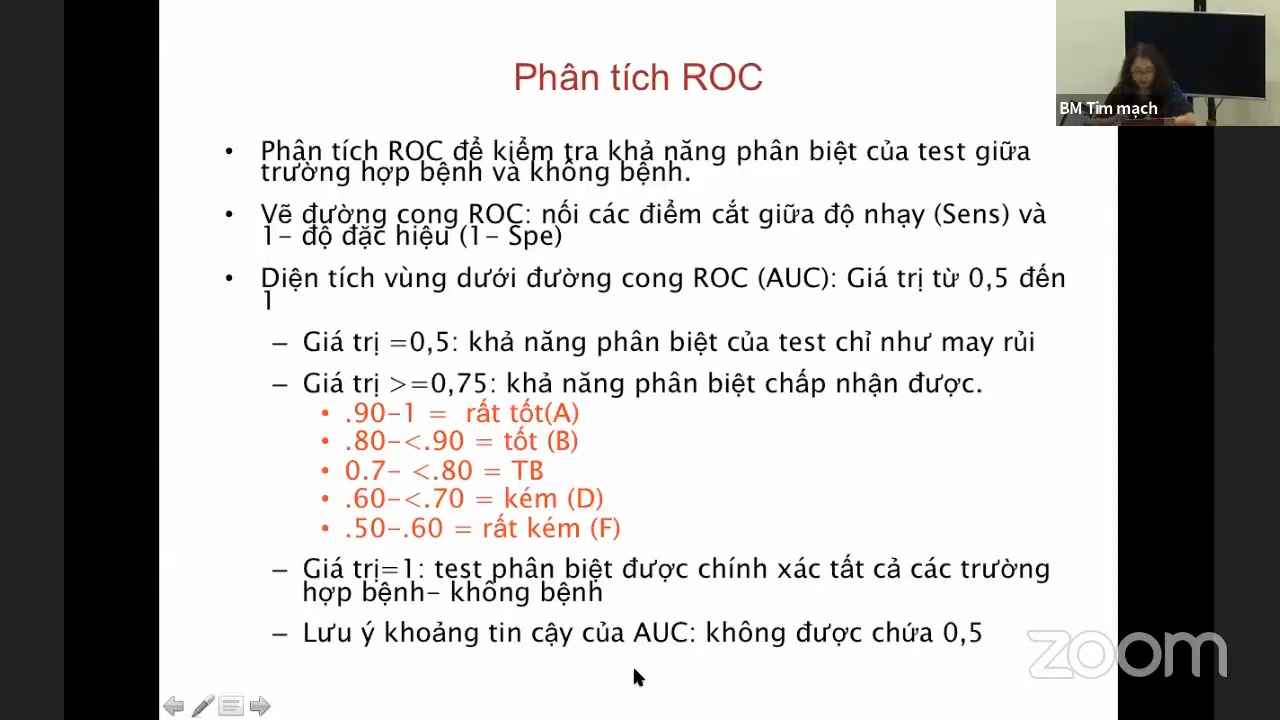 Phân tích ROC
BM Tim mạch
• Phân tích ROC để kiểm tra khả năng phân biệt của test giữa
trường hợp bệnh và không bệnh.
• Vẽ đường cong ROC: nối các điểm cắt giữa độ nhạy (Sens) và
1- độ đặc hiệu (1- Spe)
• Diện tích vùng dưới đường cong ROC (AUC): Giá trị từ 0,5 đến
1
– Giá trị =0,5: khả năng phân biệt của test chỉ như may rủi
– Giá trị >=0,75: khả năng phân biệt chấp nhận được.
• .90-1 = rất tốt(A)
• .80-<.90 = tốt (B)
• 0.7- <.80 = TB
• .60-<.70 = kém (D)
• .50-.60 = rất kém (F)
– Giá trị=1: test phân biệt được chính xác tất cả các trường
hợp bệnh- không bệnh
– Lưu ý khoảng tin cậy của AUC: không được chứa 0,5
zoom